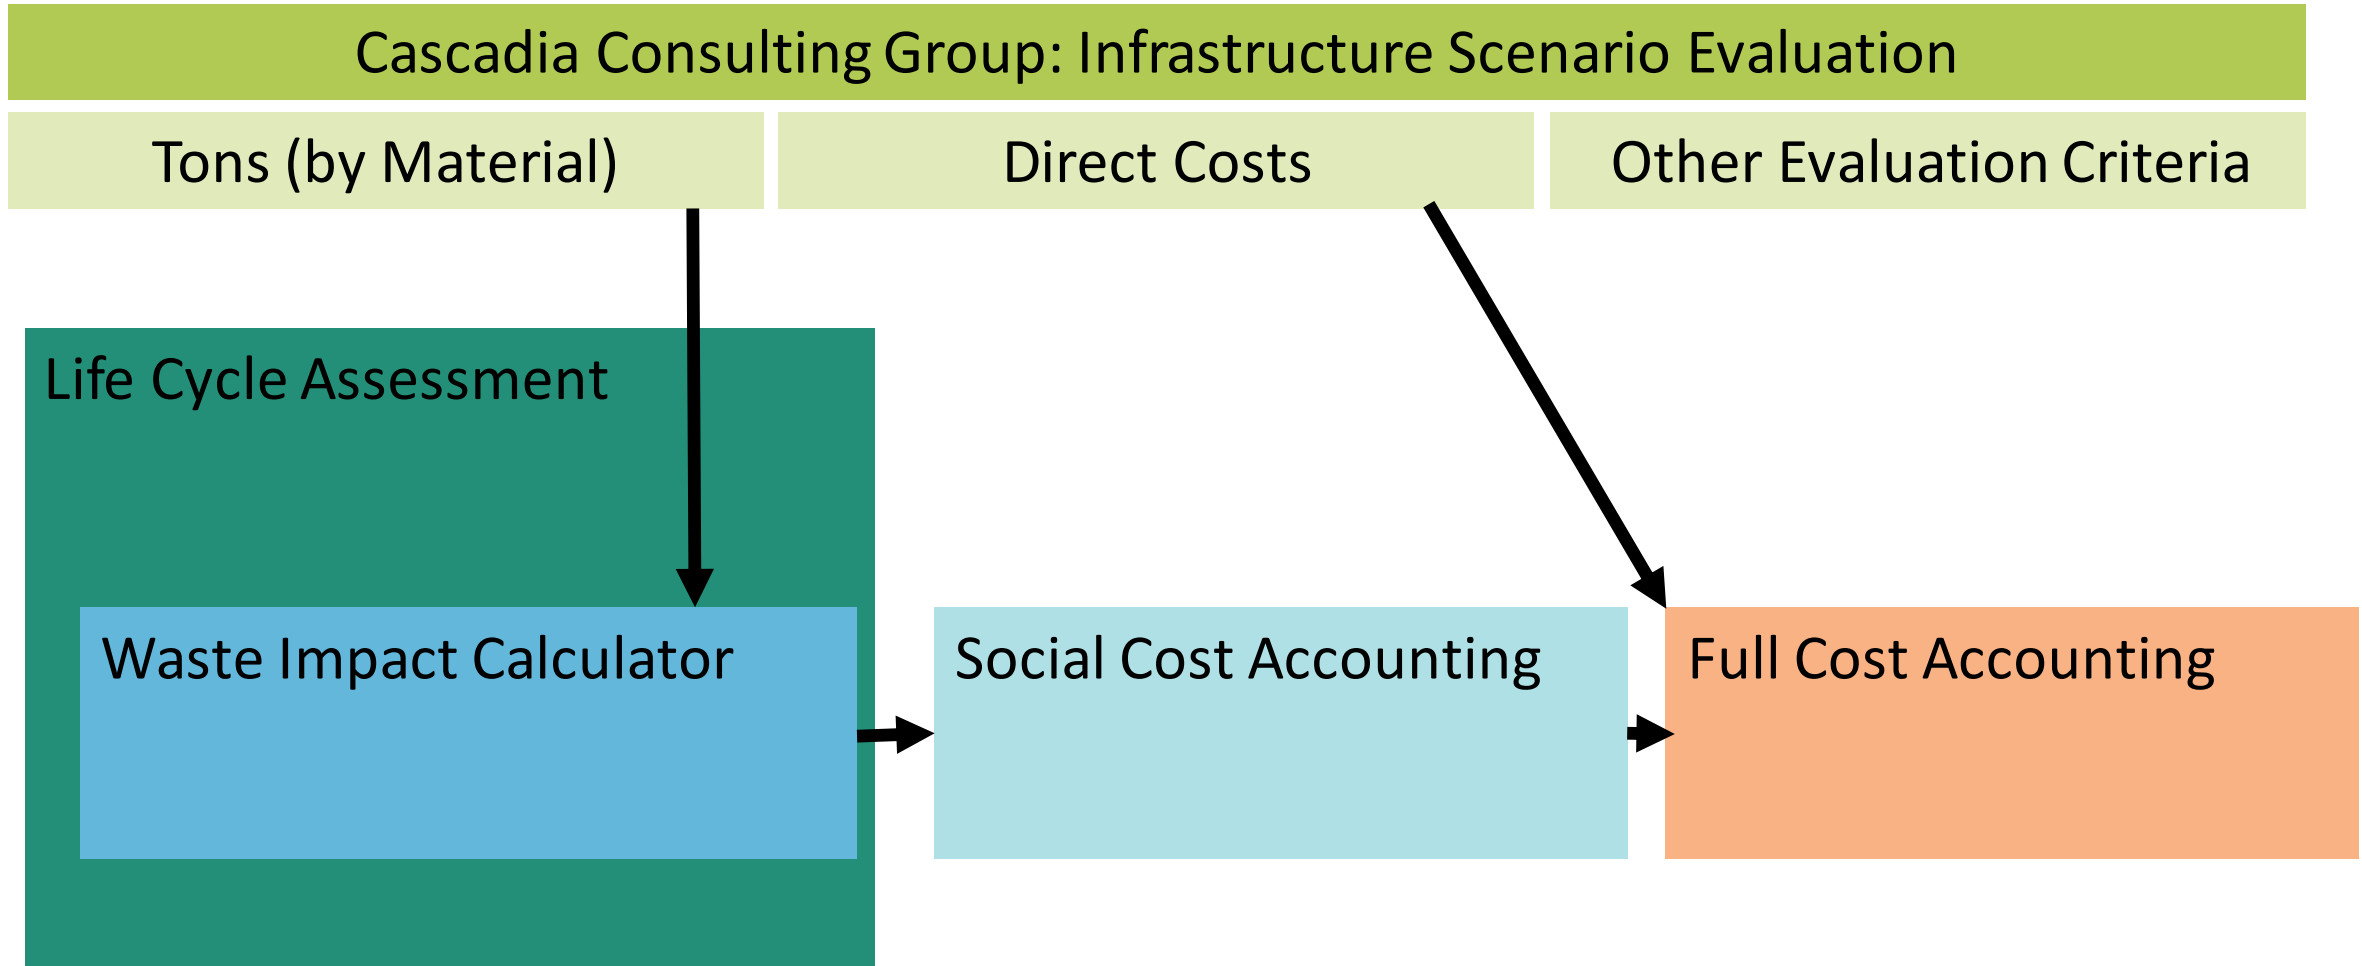 Cascadia Consulting Group: Infrastructure Scenario Evaluation
Tons (by Material)
Direct Costs
Other Evaluation Criteria
Life Cycle Assessment
Waste Impact Calculator
Social Cost Accounting
Full Cost Accounting